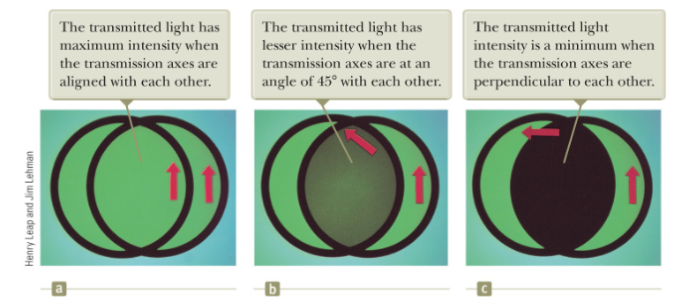 The transmitted light has
maximum intensity when
the transmission axes are
aligned with each other.
The transmitted light has
lesser intensity when the
transmission axes are at an
angle of 45° with each other.
The transmitted light
intensity is a minimum when
the transmission axes are
perpendicular to each other.
Henry Leap and Jim Lehman
a
b
c